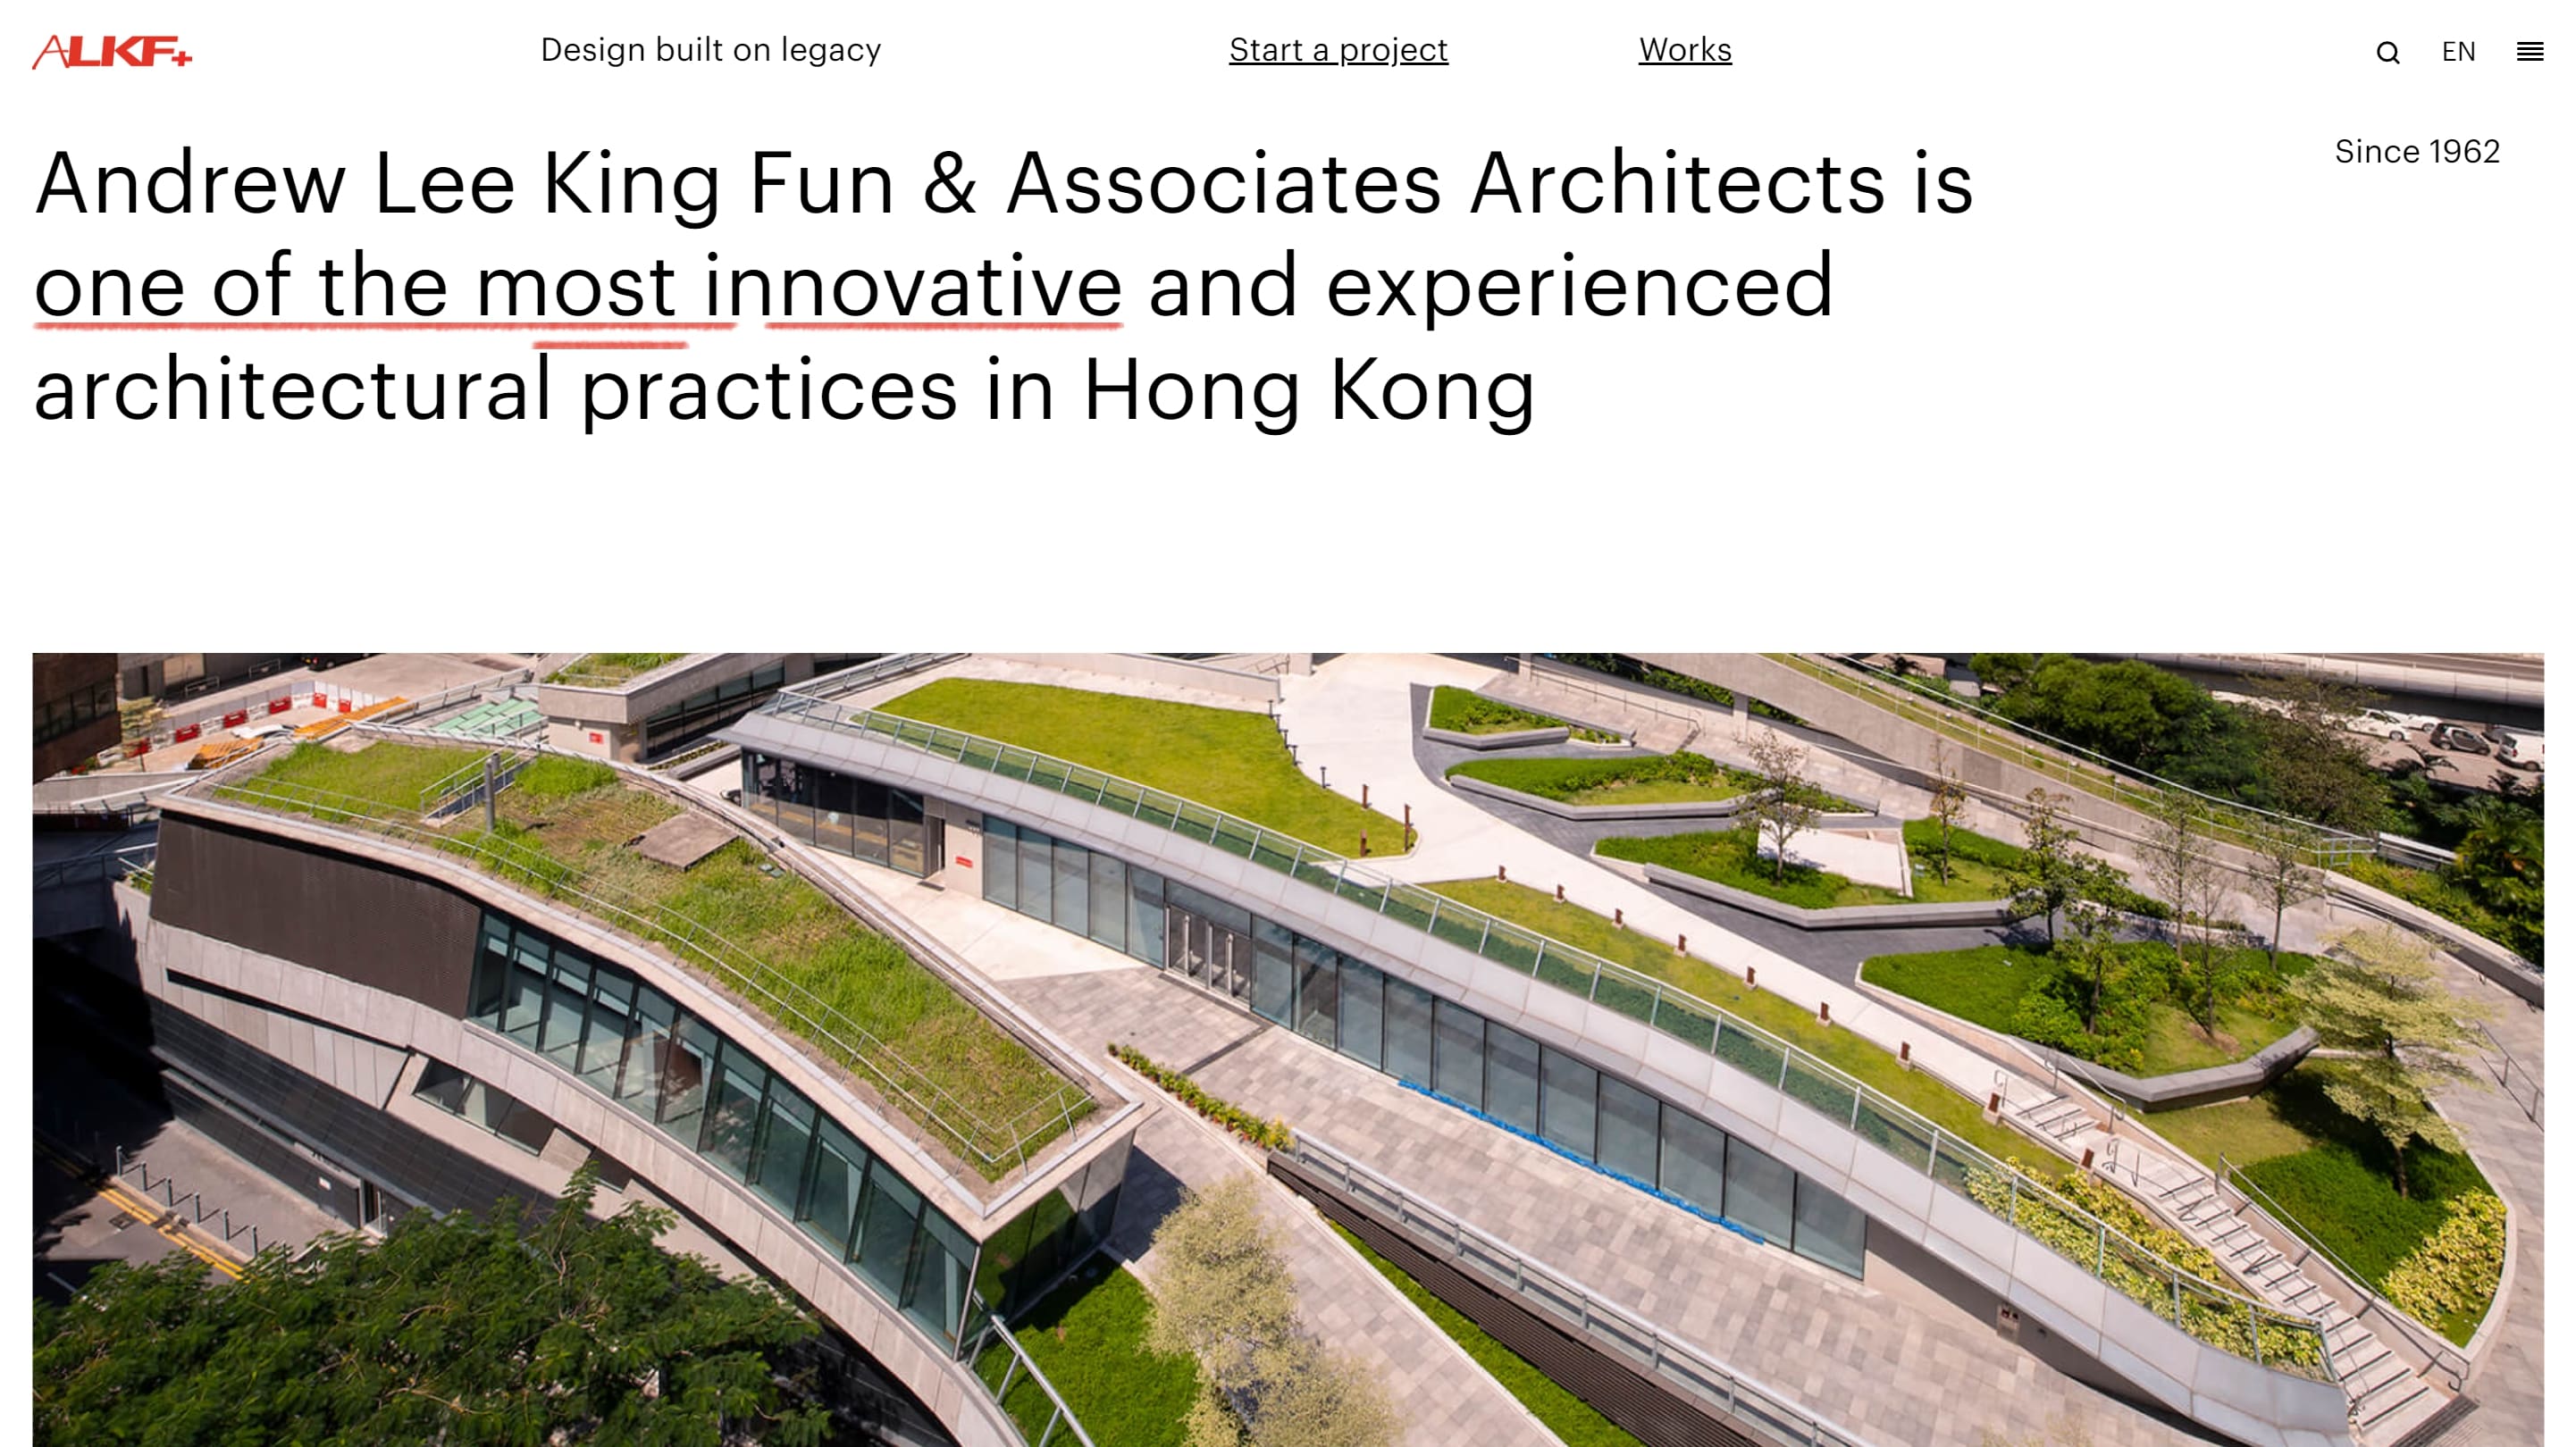 ALKF+
Design built on legacy
Start a project
Works
EN
Since 1962
Andrew Lee King Fun & Associates Architects is
one of the most innovative and experienced
architectural practices in Hong Kong